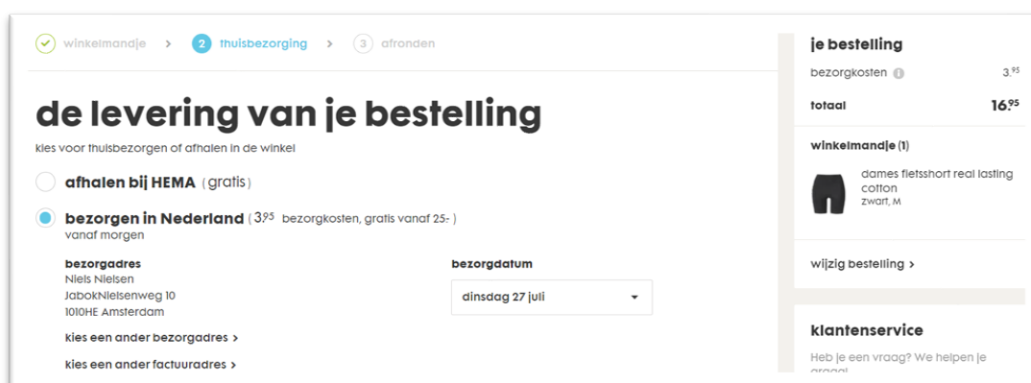 winkelmandje > 2 thuisbezorging > 3 afronden
de levering van je bestelling
kies voor thuisbezorgen of afhalen in de winkel
afhalen bij HEMA (gratis)
bezorgen in Nederland (3.95 bezorgkosten, gratis vanaf 25.-)
vanaf morgen
bezorgadres
Niels Nielsen
JabokNielsenweg 10
1010HE Amsterdam
kies een ander bezorgadres >
kies een ander factuuradres >
bezorgdatum
dinsdag 27 juli
je bestelling
bezorgkosten i 3.95
totaal 16.95
winkelmandje (1)
dames fietsshort real lasting
cotton
zwart, M
wijzig bestelling >
klantenservice
Heb je een vraag? We helpen je